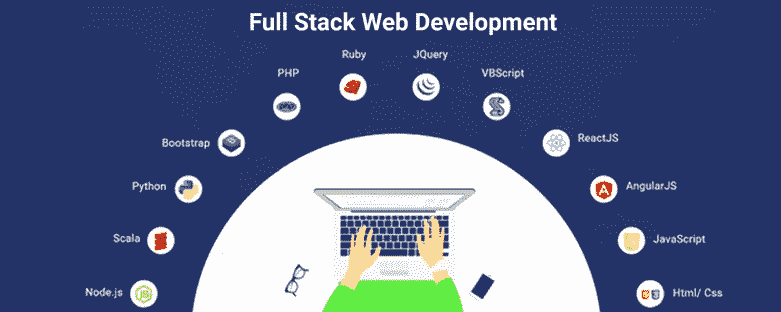 Full Stack Web Development
Ruby
JQuery
PHP
VBScript
Bootstrap
ReactJS
Python
AngularJS
Scala
JavaScript
Node.js
Html/ Css